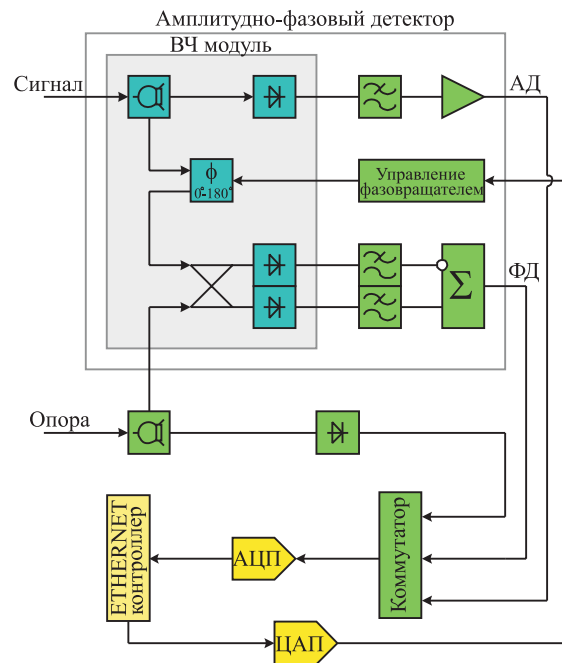 Амплитудно-фазовый детектор
ВЧ модуль
Сигнал
АД
ϕ
0°-180°
Управление
фазовращателем
ФД
Σ
Опора
ETHERNET
контроллер
АЦП
Коммутатор
ЦАП